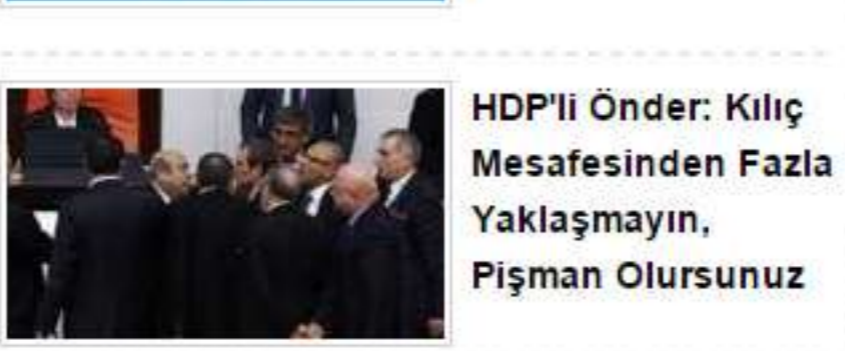 HDP'li Önder: Kılıç
Mesafesinden Fazla
Yaklaşmayın,
Pişman Olursunuz